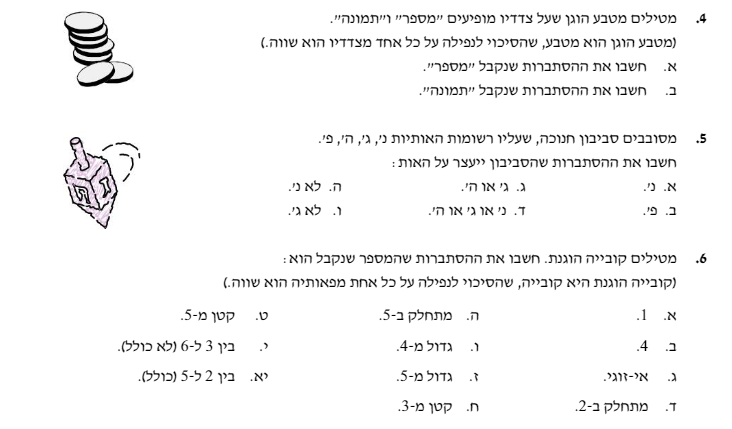 4. מטילים מטבע הוגן שעל צדדיו מופיעים ״מספר״ ו״תמונה״.
(מטבע הוגן הוא מטבע, שהסיכוי לנפילה על כל אחד מצדדיו הוא שווה.)
א. חשבו את ההסתברות שנקבל ״מספר״.
ב. חשבו את ההסתברות שנקבל ״תמונה״.
5. מסובבים סביבון חנוכה, שעליו רשומות האותיות נ׳, ג׳, ה׳, פ׳.
חשבו את ההסתברות שהסביבון ייעצר על האות:
א. נ׳. ג. ג׳ או ה׳. ה. לא נ׳.
ב. פ׳. ד. נ׳ או ג׳ או ה׳. ו. לא ג׳.
6. מטילים קובייה הוגנת. חשבו את ההסתברות שהמספר שנקבל הוא:
(קובייה הוגנת היא קובייה, שהסיכוי לנפילה על כל אחת מפאותיה הוא שווה.)
א. 1. ה. מתחלק ב-5. ט. קטן מ-5.
ב. 4. ו. גדול מ-4. י. בין 3 ל-6 (לא כולל).
ג. אי-זוגי. ז. גדול מ-5. יא. בין 2 ל-5 (כולל).
ד. מתחלק ב-2. ח. קטן מ-3.